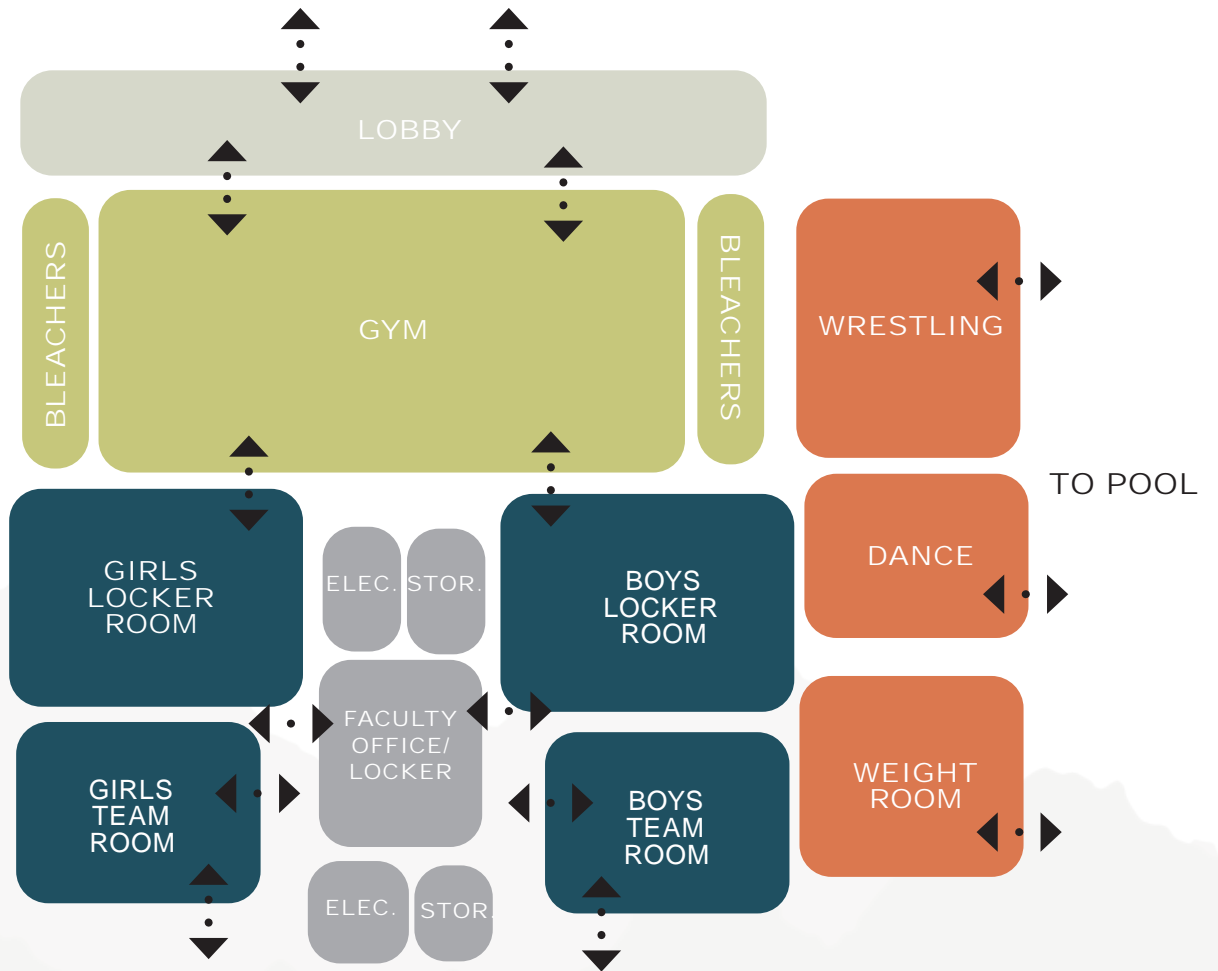 LOBBY
BLEACHERS
GYM
BLEACHERS
WRESTLING
TO POOL
DANCE
GIRLS
LOCKER
ROOM
ELEC.
STOR.
BOYS
LOCKER
ROOM
FACULTY
OFFICE/
LOCKER
GIRLS
TEAM
ROOM
BOYS
TEAM
ROOM
WEIGHT
ROOM
ELEC.
STOR.